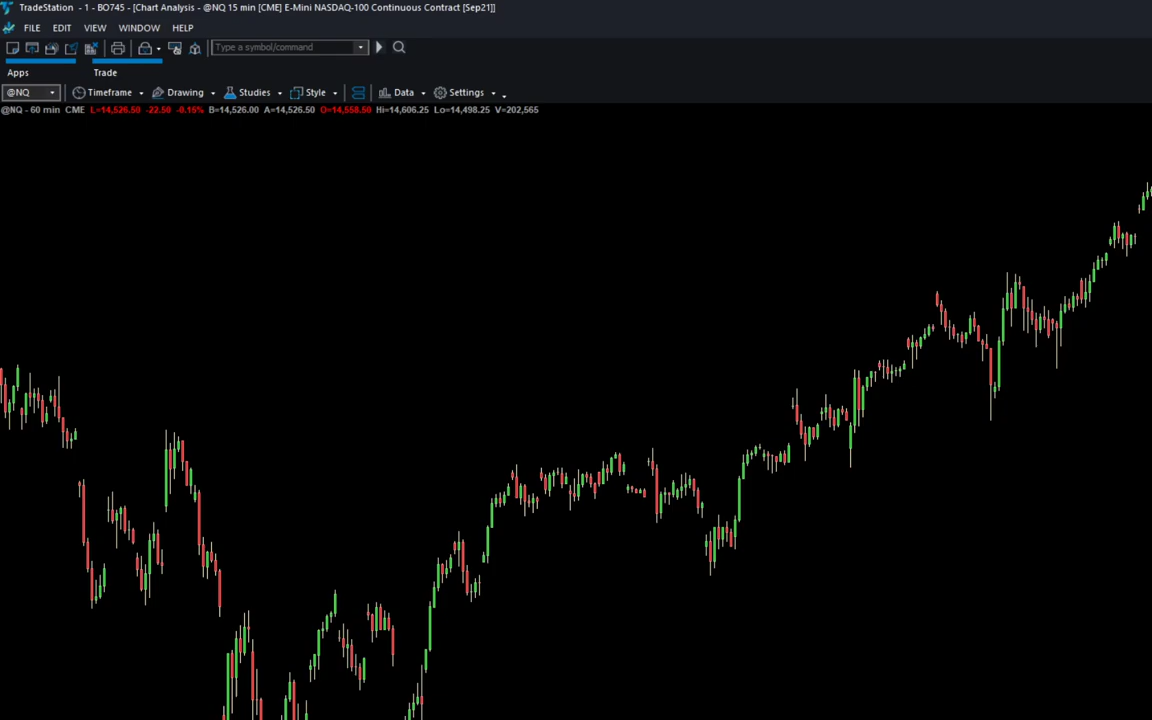 TradeStation - 1 - BO745 - [Chart Analysis - @NQ 15 min [CME] E-Mini NASDAQ-100 Continuous Contract [Sep21]]
FILE EDIT VIEW WINDOW HELP
Type a symbol/command
Apps Trade
@NQ Timeframe Drawing Studies Style Data Settings
@NQ - 60 min CME L=14,526.50 -22.50 -0.15% B=14,526.00 A=14,526.50 O=14,558.50 Hi=14,606.25 Lo=14,498.25 V=202,565